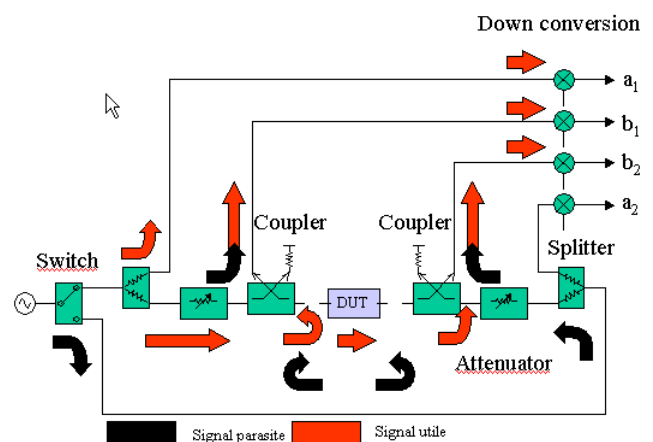 Down conversion
a1
b1
b2
a2
Coupler
Coupler
Splitter
Switch
DUT
Attenuator
Signal parasite
Signal utile